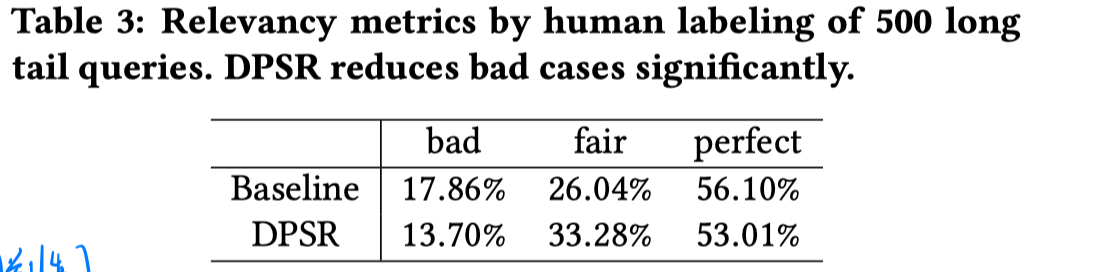 Table 3: Relevancy metrics by human labeling of 500 long
tail queries. DPSR reduces bad cases significantly.
bad fair perfect
Baseline 17.86% 26.04% 56.10%
DPSR 13.70% 33.28% 53.01%